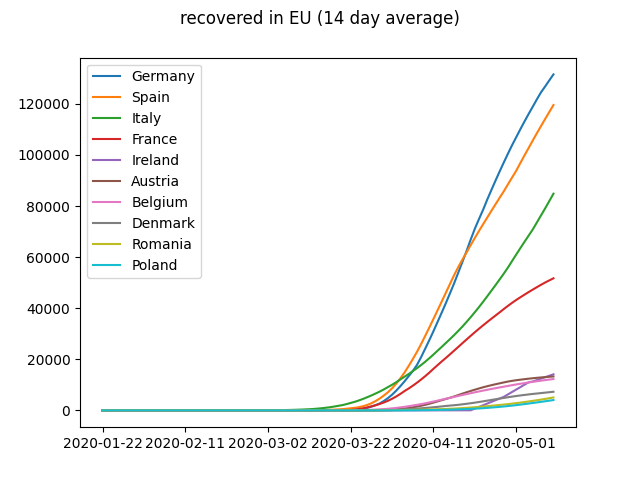 recovered in EU (14 day average)
Germany
Spain
Italy
France
Ireland
Austria
Belgium
Denmark
Romania
Poland
120000
100000
80000
60000
40000
20000
0
2020-01-22 2020-02-11 2020-03-02 2020-03-22 2020-04-11 2020-05-01